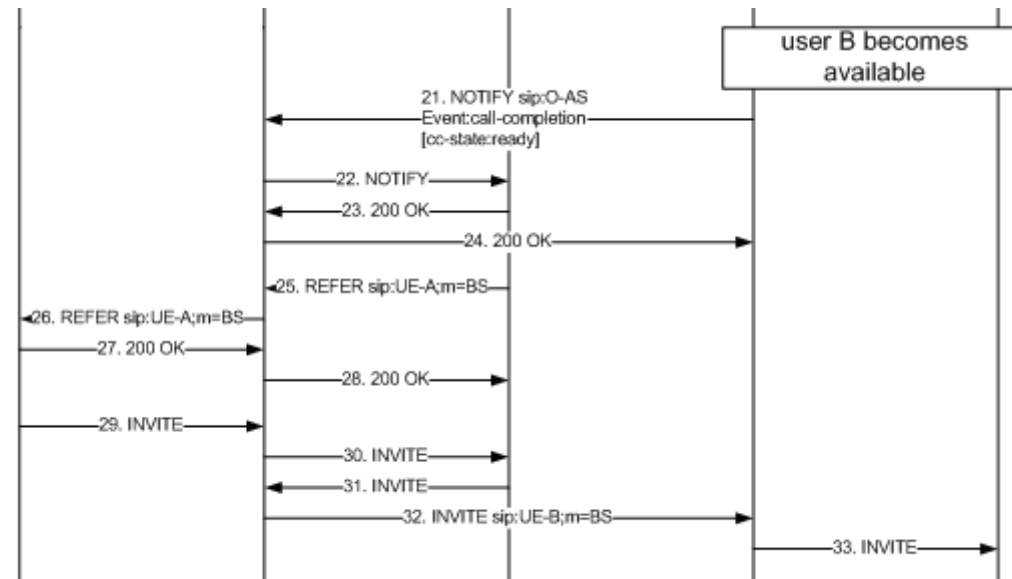 user B becomes
available
21. NOTIFY sip:O-AS
Event:call-completion
[cc-state:ready]
22. NOTIFY
23. 200 OK
24. 200 OK
25. REFER sip:UE-A;m=BS
26. REFER sip:UE-A;m=BS
27. 200 OK
28. 200 OK
29. INVITE
30. INVITE
31. INVITE
32. INVITE sip:UE-B;m=BS
33. INVITE